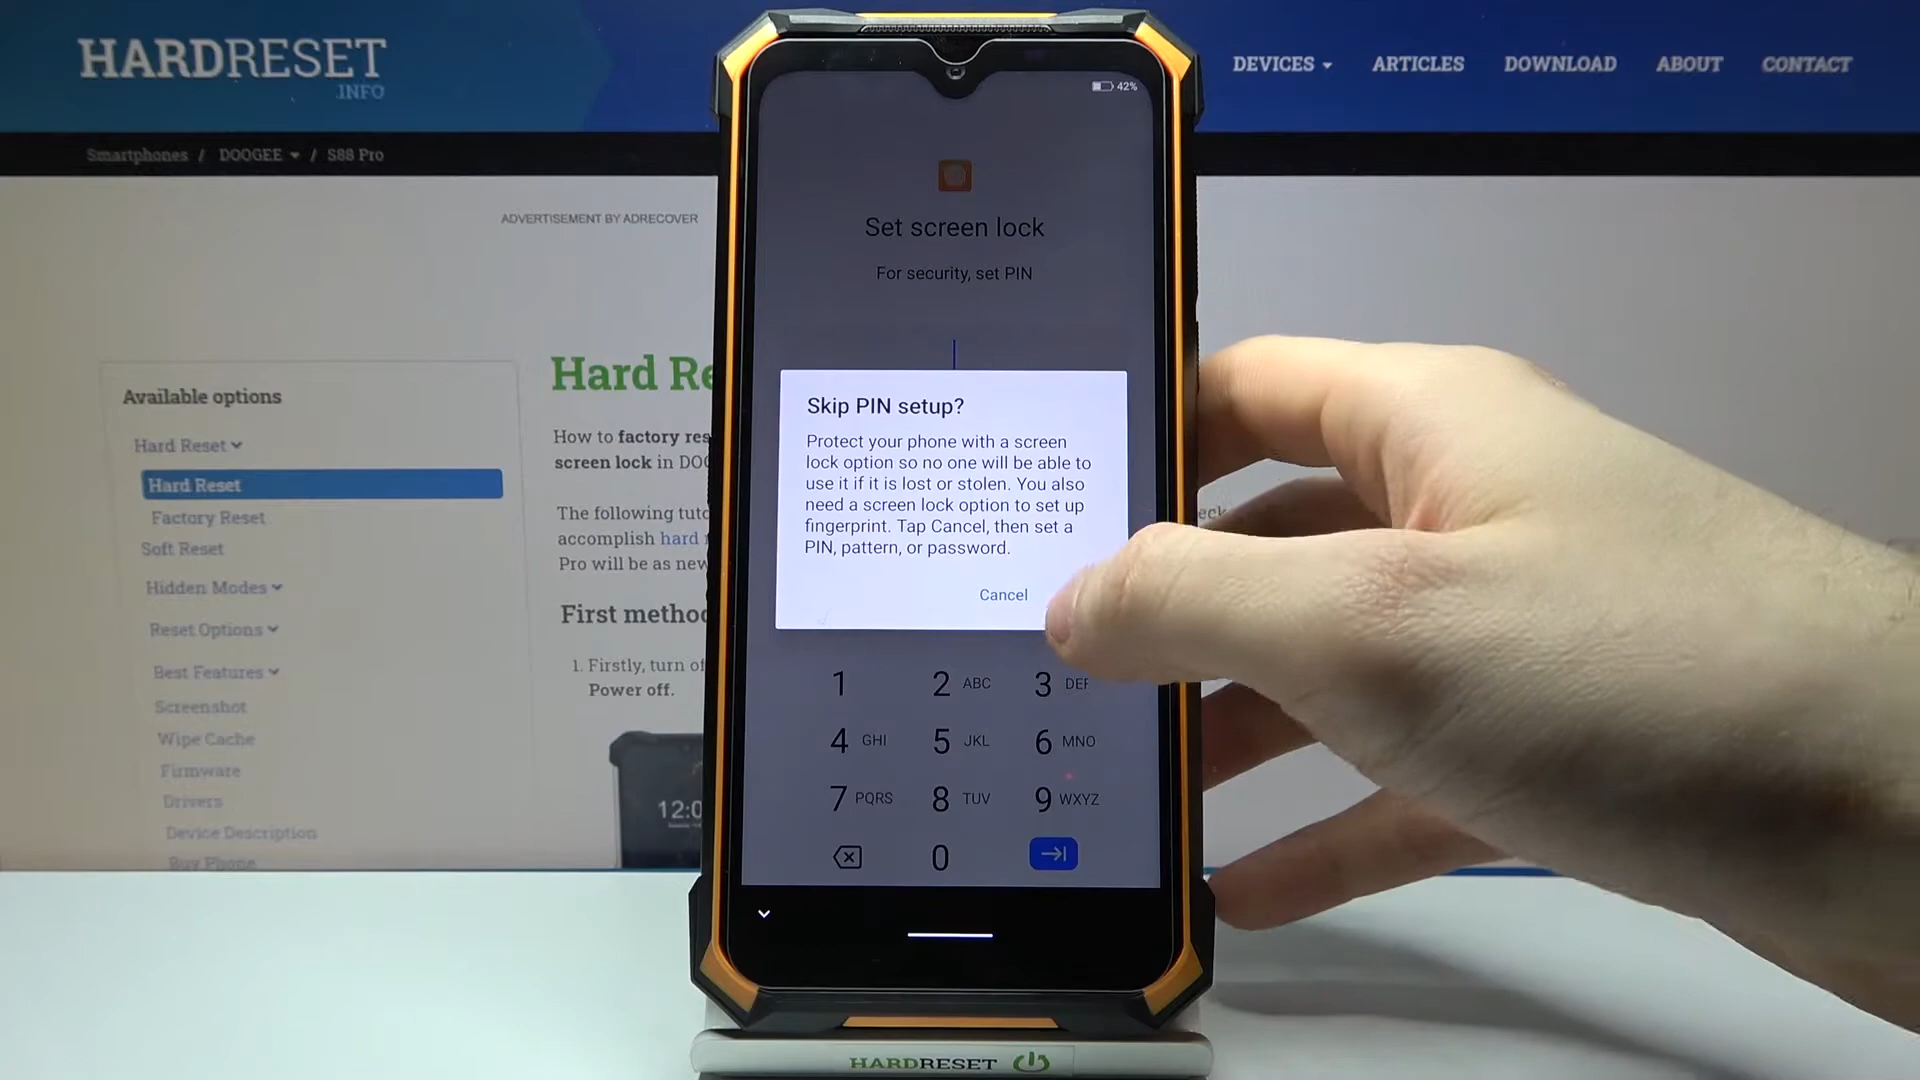 HARDRESET
.INFO
DEVICES
ARTICLES
DOWNLOAD
ABOUT
CONTACT
Smartphones / DOOGEE / S88 Pro
ADVERTISEMENT BY ADRECOVER
Available options
Hard Reset
Hard Reset
Factory Reset
Soft Reset
Hidden Modes
Reset Options
Best Features
Screenshot
Wipe Cache
Firmware
Drivers
Device Description
Buy Phone
Hard Re
How to factory res
screen lock in DOO
The following tuto
accomplish hard
Pro will be as new
First metho
1. Firstly, turn of
Power off.
12:0
42%
Set screen lock
For security, set PIN
Skip PIN setup?
Protect your phone with a screen
lock option so no one will be able to
use it if it is lost or stolen. You also
need a screen lock option to set up
fingerprint. Tap Cancel, then set a
PIN, pattern, or password.
Cancel
1 2 ABC 3 DEF
4 GHI 5 JKL 6 MNO
7 PQRS 8 TUV 9 WXYZ
0
HARDRESET